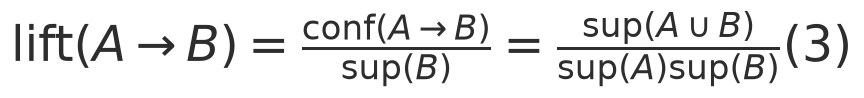 lift(A → B) = conf(A → B) / sup(B) = sup(A ∪ B) / sup(A)sup(B) (3)